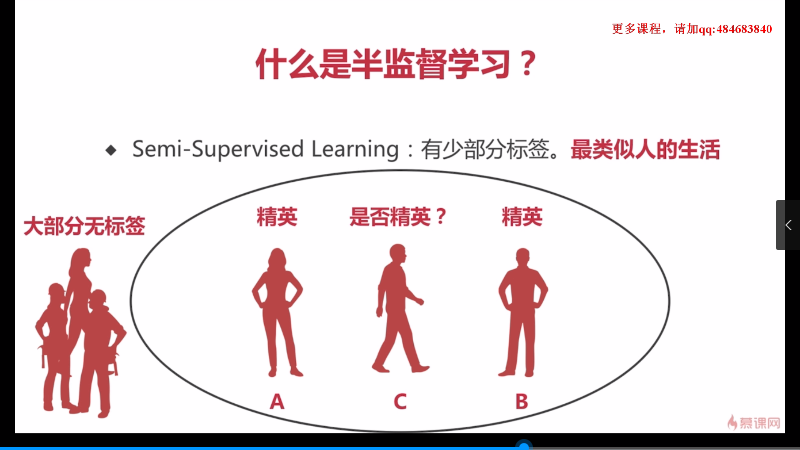 更多课程，请加qq:484683840
什么是半监督学习？
◆ Semi-Supervised Learning：有少部分标签。最类似人的生活
大部分无标签
精英 是否精英？ 精英
A C B
慕课网